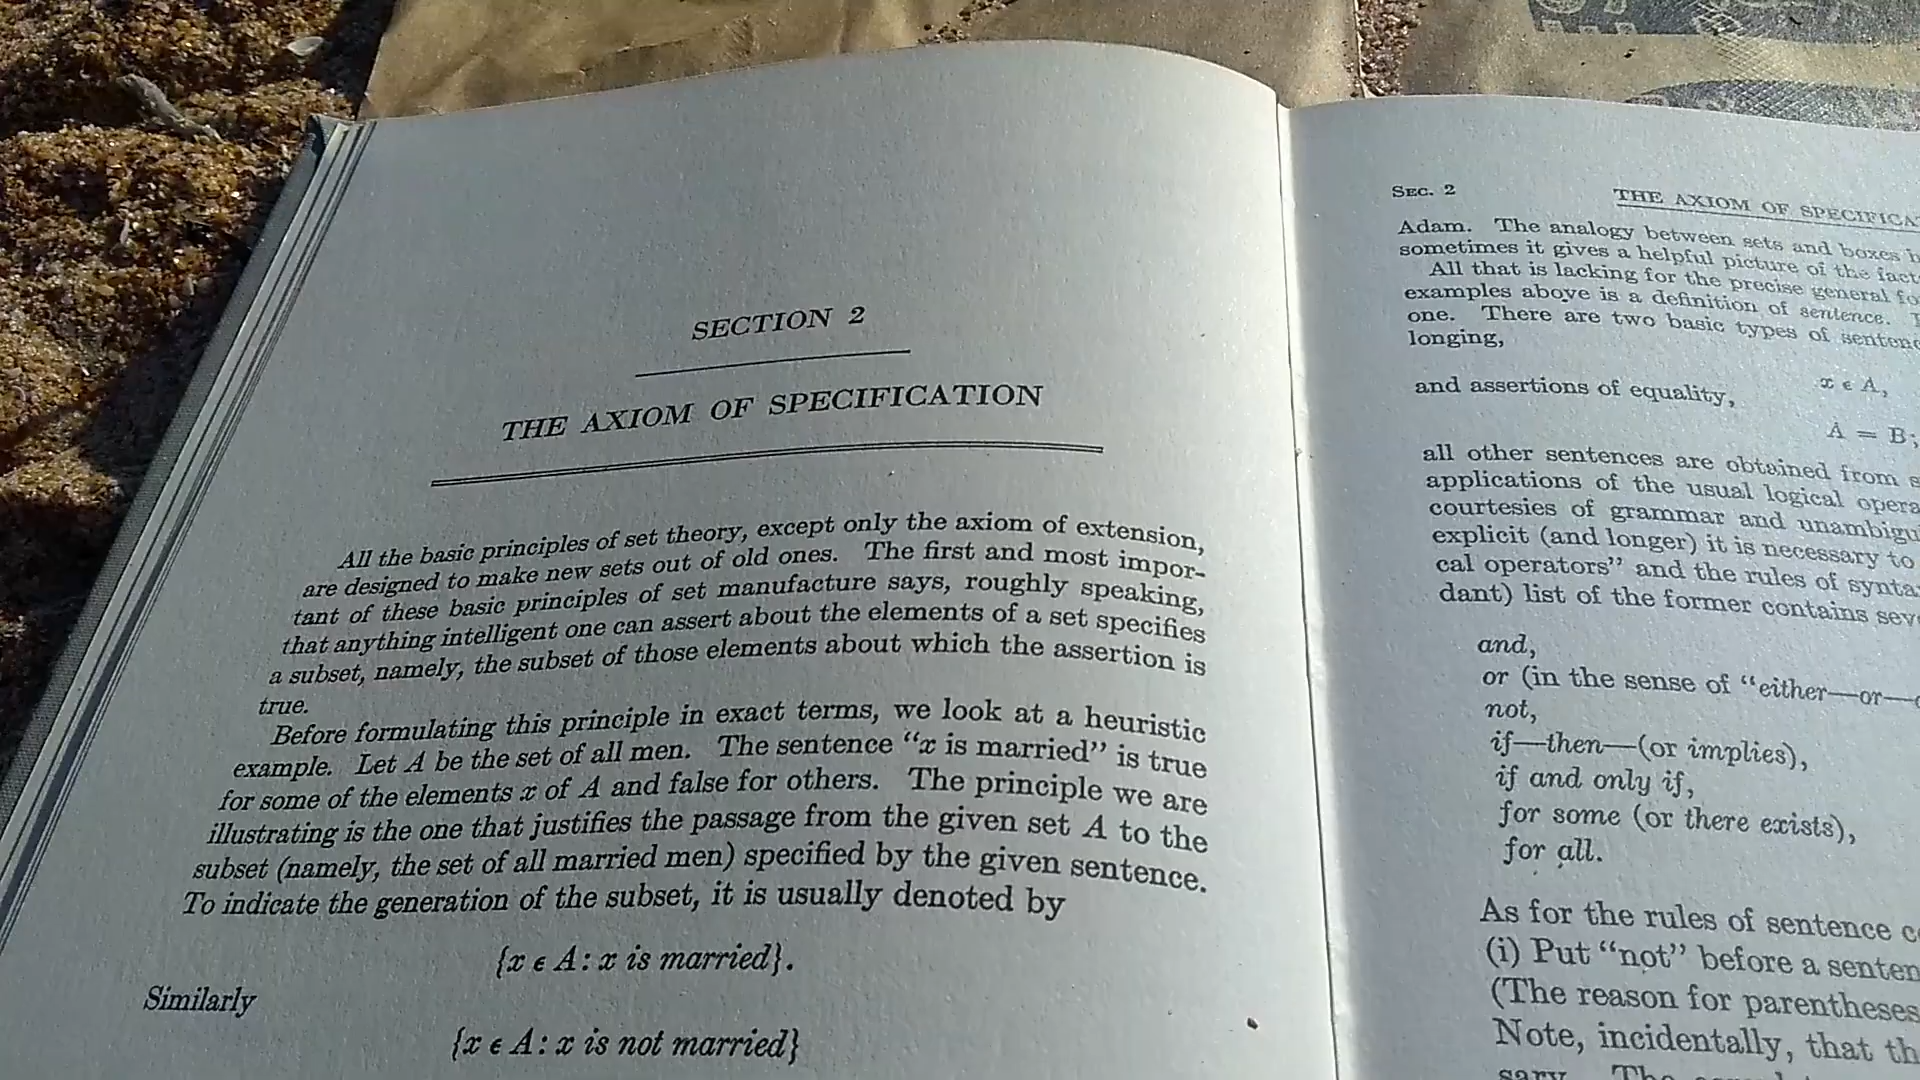 SECTION 2
THE AXIOM OF SPECIFICATION
All the basic principles of set theory, except only the axiom of extension,
are designed to make new sets out of old ones. The first and most impor-
tant of these basic principles of set manufacture says, roughly speaking,
that anything intelligent one can assert about the elements of a set specifies
a subset, namely, the subset of those elements about which the assertion is
true.
Before formulating this principle in exact terms, we look at a heuristic
example. Let A be the set of all men. The sentence “x is married” is true
for some of the elements x of A and false for others. The principle we are
illustrating is the one that justifies the passage from the given set A to the
subset (namely, the set of all married men) specified by the given sentence.
To indicate the generation of the subset, it is usually denoted by
{x ϵ A: x is married}.
Similarly
{x ϵ A: x is not married}
SEC. 2 THE AXIOM OF SPECIFICA
Adam. The analogy between sets and boxes
sometimes it gives a helpful picture of the
All that is lacking for the precise general
examples above is a definition of sentence.
one. There are two basic types of
longing,
x ϵ A,
and assertions of equality,
A = B;
all other sentences are obtained from
applications of the usual logical
courtesies of grammar and
explicit (and longer) it is necessary to
cal operators” and the rules of
dant) list of the former contains
and,
or (in the sense of “either—or—
not,
if—then—(or implies),
if and only if,
for some (or there exists),
for all.
As for the rules of sentence
(i) Put “not” before a
(The reason for parentheses
Note, incidentally, that
sary. The